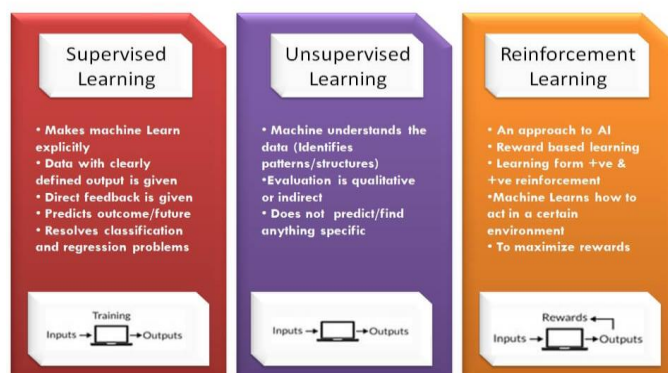 Supervised
Learning
• Makes machine Learn
explicitly
• Data with clearly
defined output is given
• Direct feedback is given
• Predicts outcome/future
• Resolves classification
and regression problems
Training
Inputs → Outputs
Unsupervised
Learning
• Machine understands the
data (Identifies
patterns/structures)
•Evaluation is qualitative
or indirect
• Does not predict/find
anything specific
Inputs → Outputs
Reinforcement
Learning
• An approach to AI
• Reward based learning
• Learning form +ve &
+ve reinforcement
•Machine Learns how to
act in a certain
environment
• To maximize rewards
Rewards
Inputs → Outputs